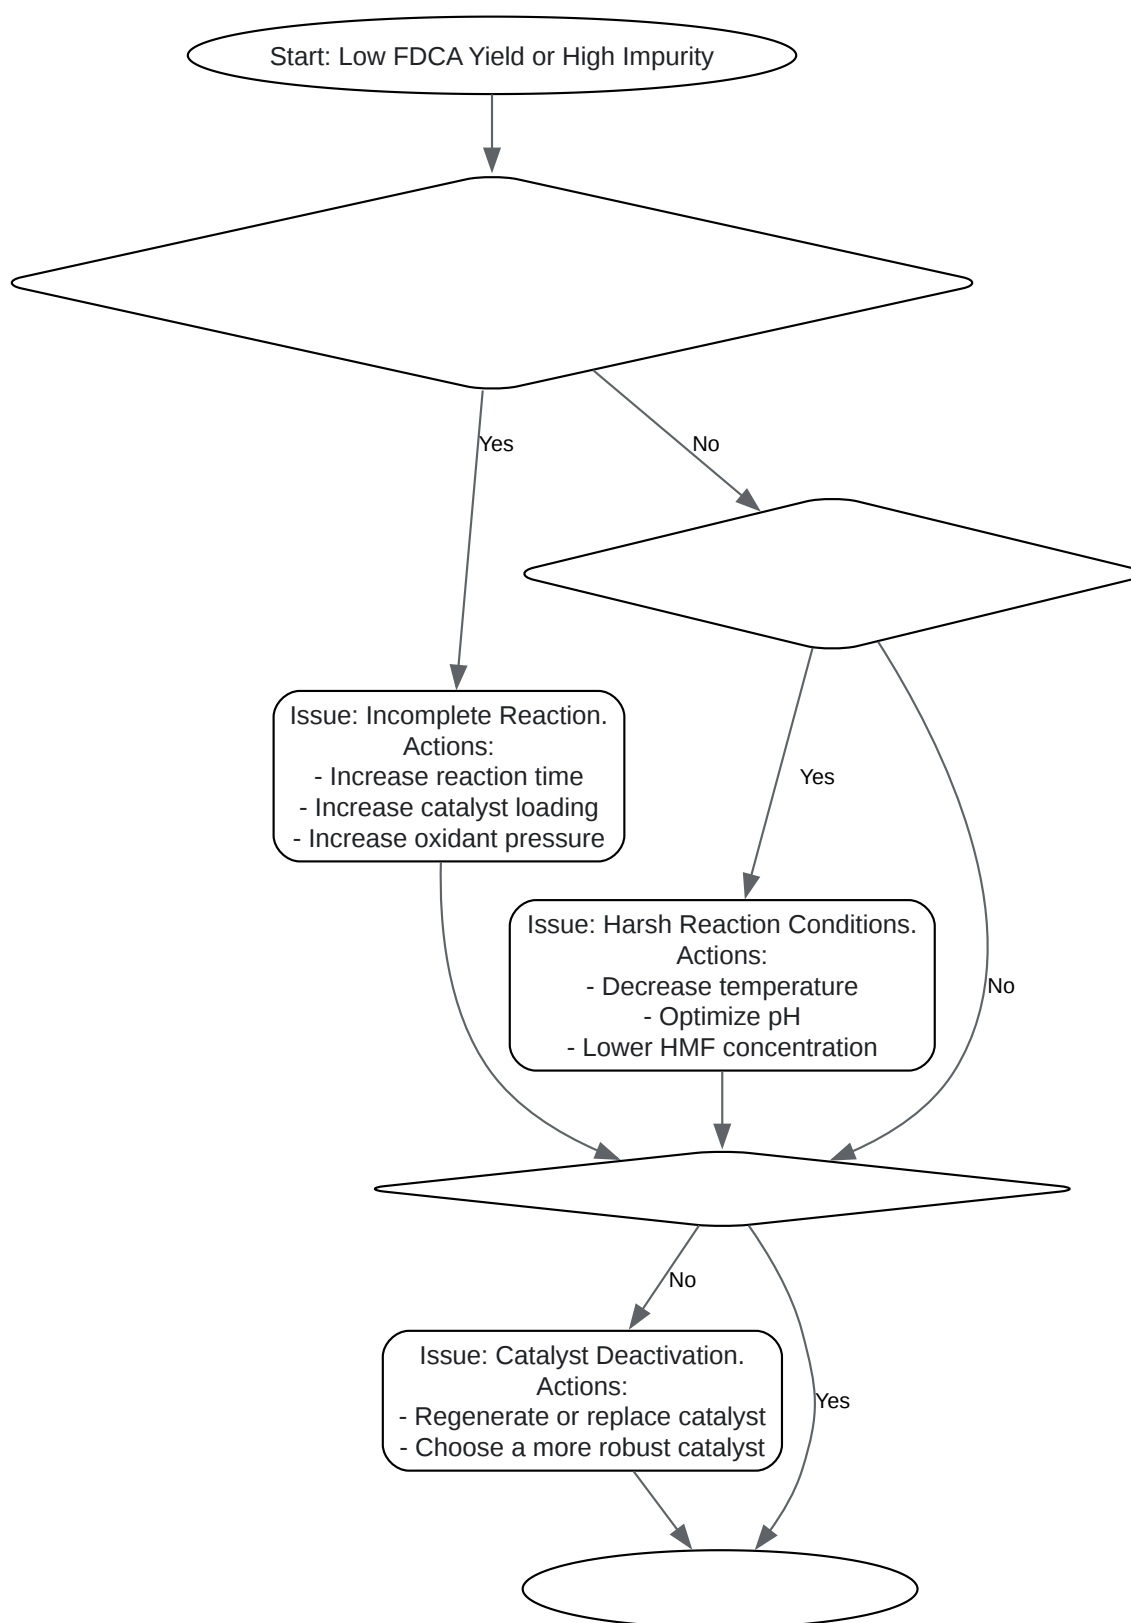 Start: Low FDCA Yield or High Impurity
Yes
No
Issue: Incomplete Reaction.
Actions:
- Increase reaction time
- Increase catalyst loading
- Increase oxidant pressure
Yes
Issue: Harsh Reaction Conditions.
Actions:
- Decrease temperature
- Optimize pH
- Lower HMF concentration
No
No
Issue: Catalyst Deactivation.
Actions:
- Regenerate or replace catalyst
- Choose a more robust catalyst
Yes